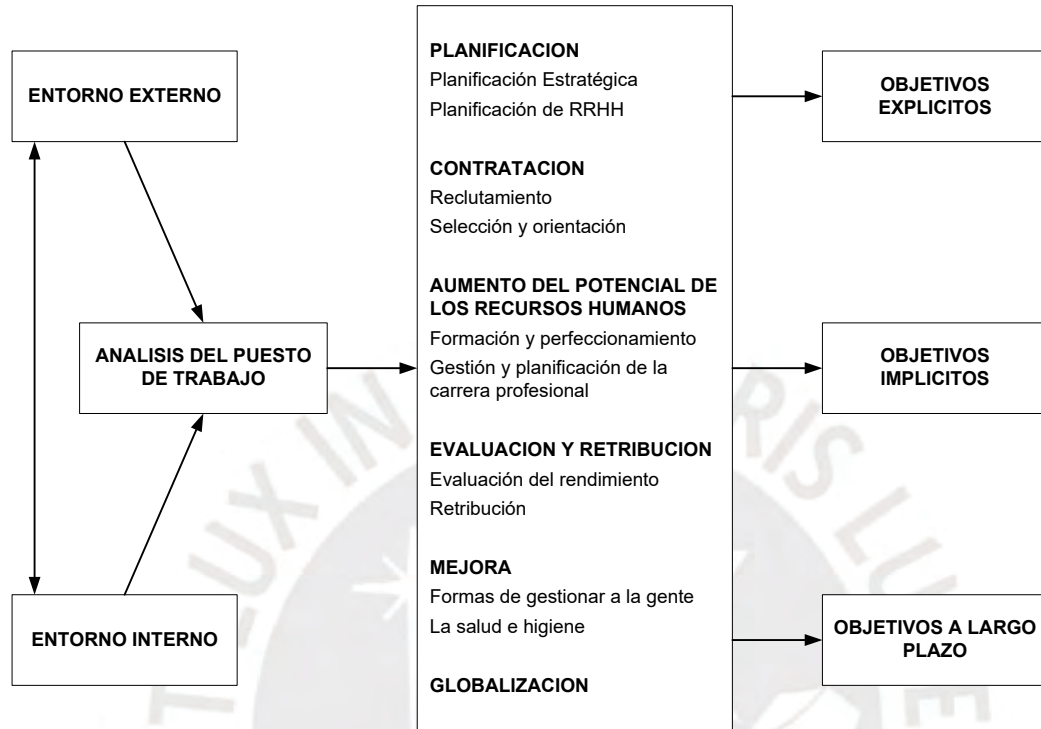 ENTORNO EXTERNO
ENTORNO INTERNO
ANALISIS DEL PUESTO
DE TRABAJO
PLANIFICACION
Planificación Estratégica
Planificación de RRHH
CONTRATACION
Reclutamiento
Selección y orientación
AUMENTO DEL POTENCIAL DE
LOS RECURSOS HUMANOS
Formación y perfeccionamiento
Gestión y planificación de la
carrera profesional
EVALUACION Y RETRIBUCION
Evaluación del rendimiento
Retribución
MEJORA
Formas de gestionar a la gente
La salud e higiene
GLOBALIZACION
OBJETIVOS
EXPLICITOS
OBJETIVOS
IMPLICITOS
OBJETIVOS A LARGO
PLAZO